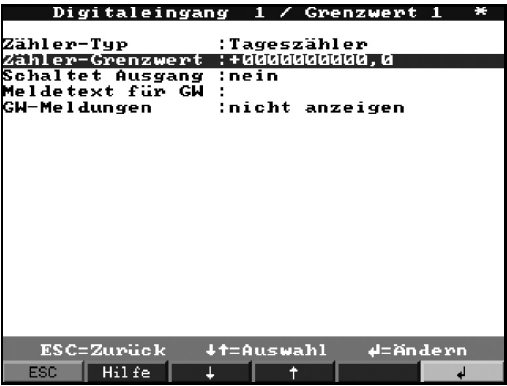 Digitaleingang 1 / Grenzwert 1 *
Zähler-Typ :Tageszähler
Zähler-Grenzwert :+0000000000,0
Schaltet Ausgang :nein
Meldetext für GW :
GW-Meldungen :nicht anzeigen
ESC=Zurück ↓↑=Auswahl ↵=Ändern
ESC Hilfe ↓ ↑ ↵